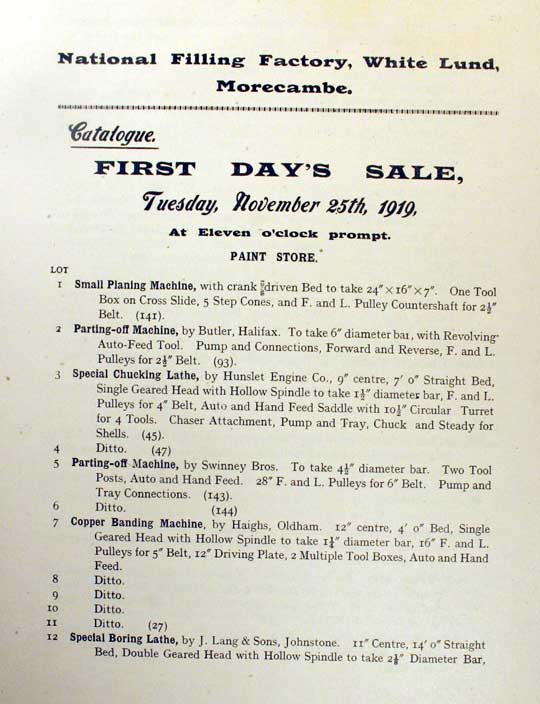 National Filling Factory, White Lund,
Morecambe.
Catalogue.
FIRST DAY'S SALE,
Tuesday, November 25th, 1919,
At Eleven o'clock prompt.
PAINT STORE.
LOT
1 Small Planing Machine, with crank driven Bed to take 24" × 16" × 7". One Tool
Box on Cross Slide, 5 Step Cones, and F. and L. Pulley Countershaft for 2½"
Belt. (141).
2 Parting-off Machine, by Butler, Halifax. To take 6" diameter bar, with Revolving
Auto-Feed Tool. Pump and Connections, Forward and Reverse, F. and L.
Pulleys for 2½" Belt. (93).
3 Special Chucking Lathe, by Hunslet Engine Co., 9" centre, 7' 0" Straight Bed,
Single Geared Head with Hollow Spindle to take 1½" diameter bar, F. and L.
Pulleys for 4" Belt, Auto and Hand Feed Saddle with 10½" Circular Turret
for 4 Tools. Chaser Attachment, Pump and Tray, Chuck and Steady for
Shells. (45).
4 Ditto. (47)
5 Parting-off Machine, by Swinney Bros. To take 4½" diameter bar. Two Tool
Posts, Auto and Hand Feed. 28" F. and L. Pulleys for 6" Belt. Pump and
Tray Connections. (143).
6 Ditto. (144)
7 Copper Banding Machine, by Haighs, Oldham. 12" centre, 4' 0" Bed, Single
Geared Head with Hollow Spindle to take diameter bar, 16" F. and L.
Pulleys for 5" Belt, 12" Driving Plate, 2 Multiple Tool Boxes, Auto and Hand
Feed.
8 Ditto.
9 Ditto.
10 Ditto.
11 Ditto. (27)
12 Special Boring Lathe, by J. Lang & Sons, Johnstone. 11" Centre, 14' 0" Straight
Bed, Double Geared Head with Hollow Spindle to take Diameter Bar,